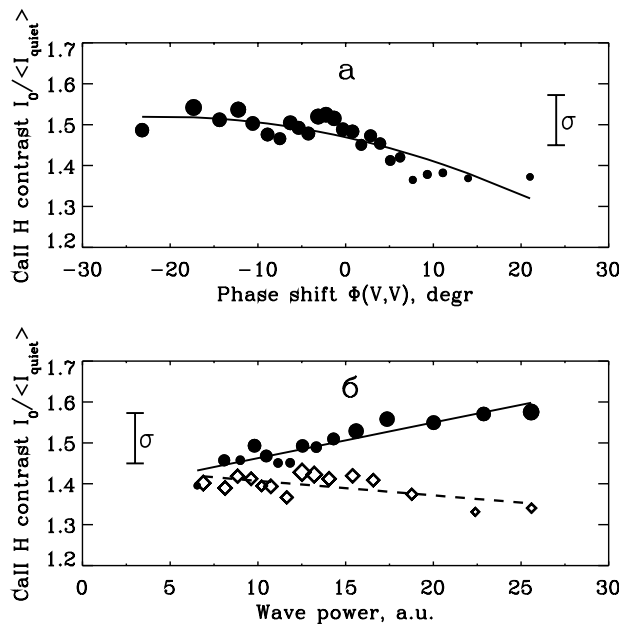 CaII H contrast I₀/<I_quiet>
1.7
1.6
1.5
1.4
1.3
1.2
a
σ
−30 −20 −10 0 10 20 30
Phase shift Φ(V,V), degr
CaII H contrast I₀/<I_quiet>
1.7
1.6
1.5
1.4
1.3
1.2
б
σ
0 5 10 15 20 25 30
Wave power, a.u.